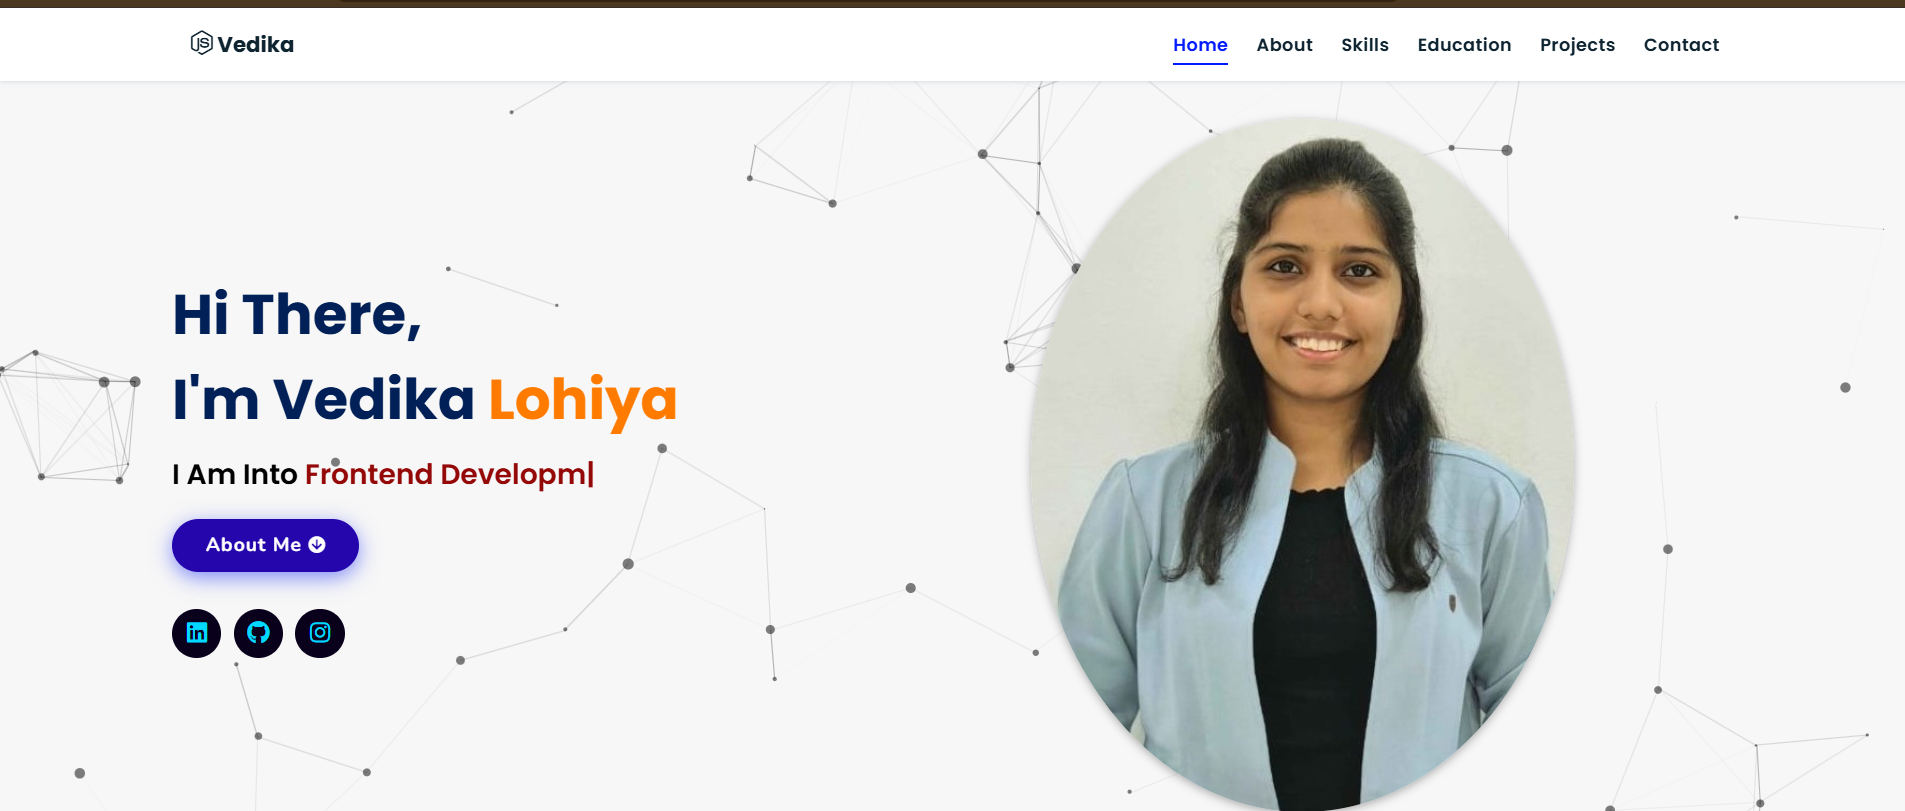 Vedika
Home About Skills Education Projects Contact
Hi There,
I'm Vedika Lohiya
I Am Into Frontend Developm|
About Me